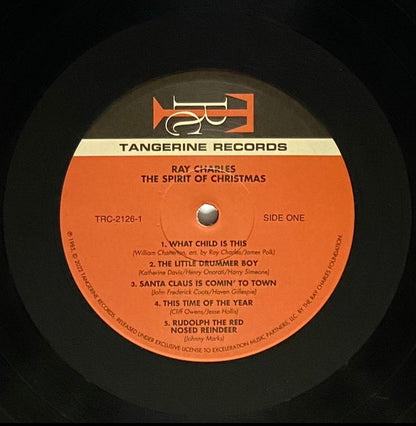 TRC
TANGERINE RECORDS
RAY CHARLES
THE SPIRIT OF CHRISTMAS
TRC-2126-1 SIDE ONE
1. WHAT CHILD IS THIS
(William Chatterton, arr. by Ray Charles/James Polk)
2. THE LITTLE DRUMMER BOY
(Katherine Davis/Henry Onorati/Harry Simeone)
3. SANTA CLAUS IS COMIN' TO TOWN
(John Frederick Coots/Haven Gillespie)
4. THIS TIME OF THE YEAR
(Cliff Owens/Jesse Hollis)
5. RUDOLPH THE RED
NOSED REINDEER
(Johnny Marks)
℗ 1985, © 2023 TANGERINE RECORDS. RELEASED UNDER EXCLUSIVE LICENSE TO EXCELERATION MUSIC PARTNERS, LLC, BY THE RAY CHARLES FOUNDATION.